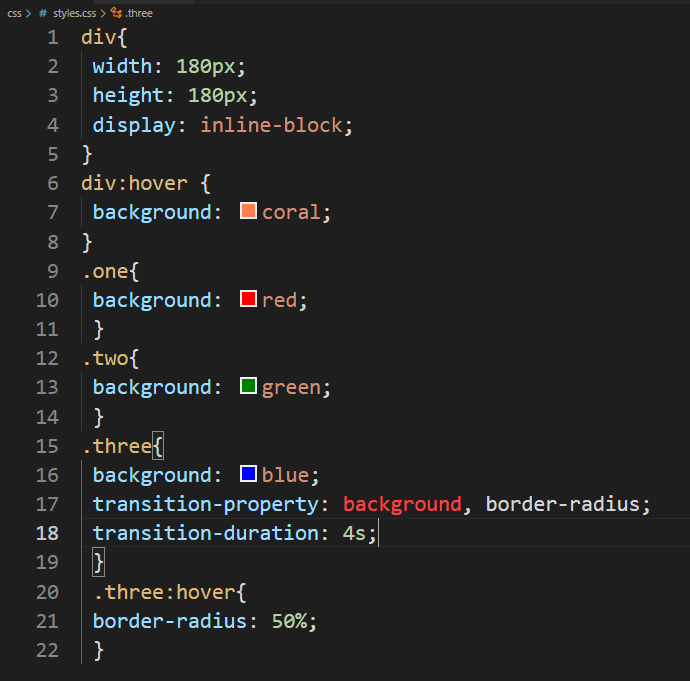 css > # styles.css > .three
1 div{
2 width: 180px;
3 height: 180px;
4 display: inline-block;
5 }
6 div:hover {
7 background: coral;
8 }
9 .one{
10 background: red;
11 }
12 .two{
13 background: green;
14 }
15 .three{
16 background: blue;
17 transition-property: background, border-radius;
18 transition-duration: 4s;
19 }
20 .three:hover{
21 border-radius: 50%;
22 }